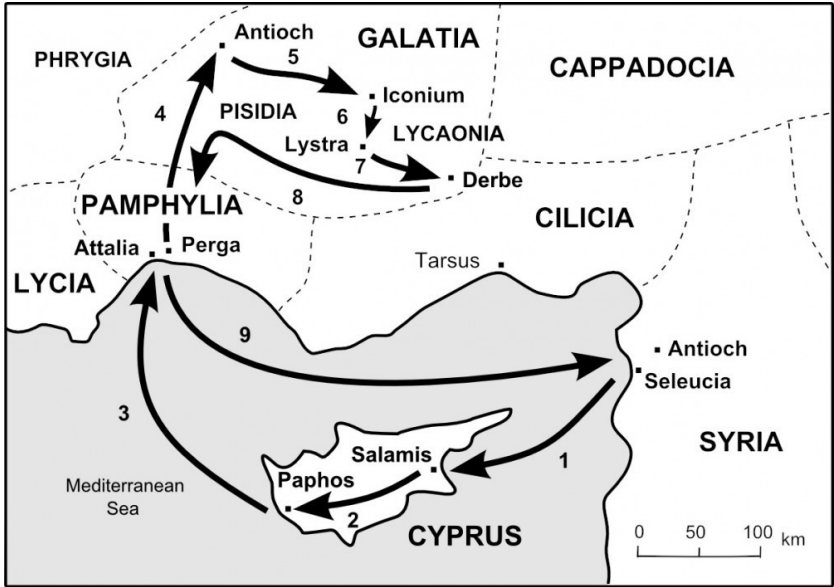 Antioch
GALATIA
5
PHRYGIA
CAPPADOCIA
Iconium
4
PISIDIA
6
Lystra
LYCAONIA
7
Derbe
8
PAMPHYLIA
CILICIA
Attalia
Perga
Tarsus
LYCIA
9
Antioch
Seleucia
3
SYRIA
Salamis
1
Paphos
Mediterranean
Sea
2
CYPRUS
0 50 100 km